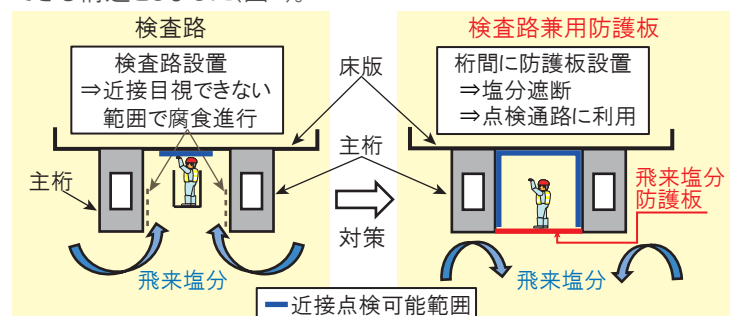 検査路
検査路設置
⇒近接目視できない
範囲で腐食進行
床版
主桁
主桁
飛来塩分
対策
検査路兼用防護板
桁間に防護板設置
⇒塩分遮断
⇒点検通路に利用
飛来塩分
防護板
飛来塩分
近接点検可能範囲